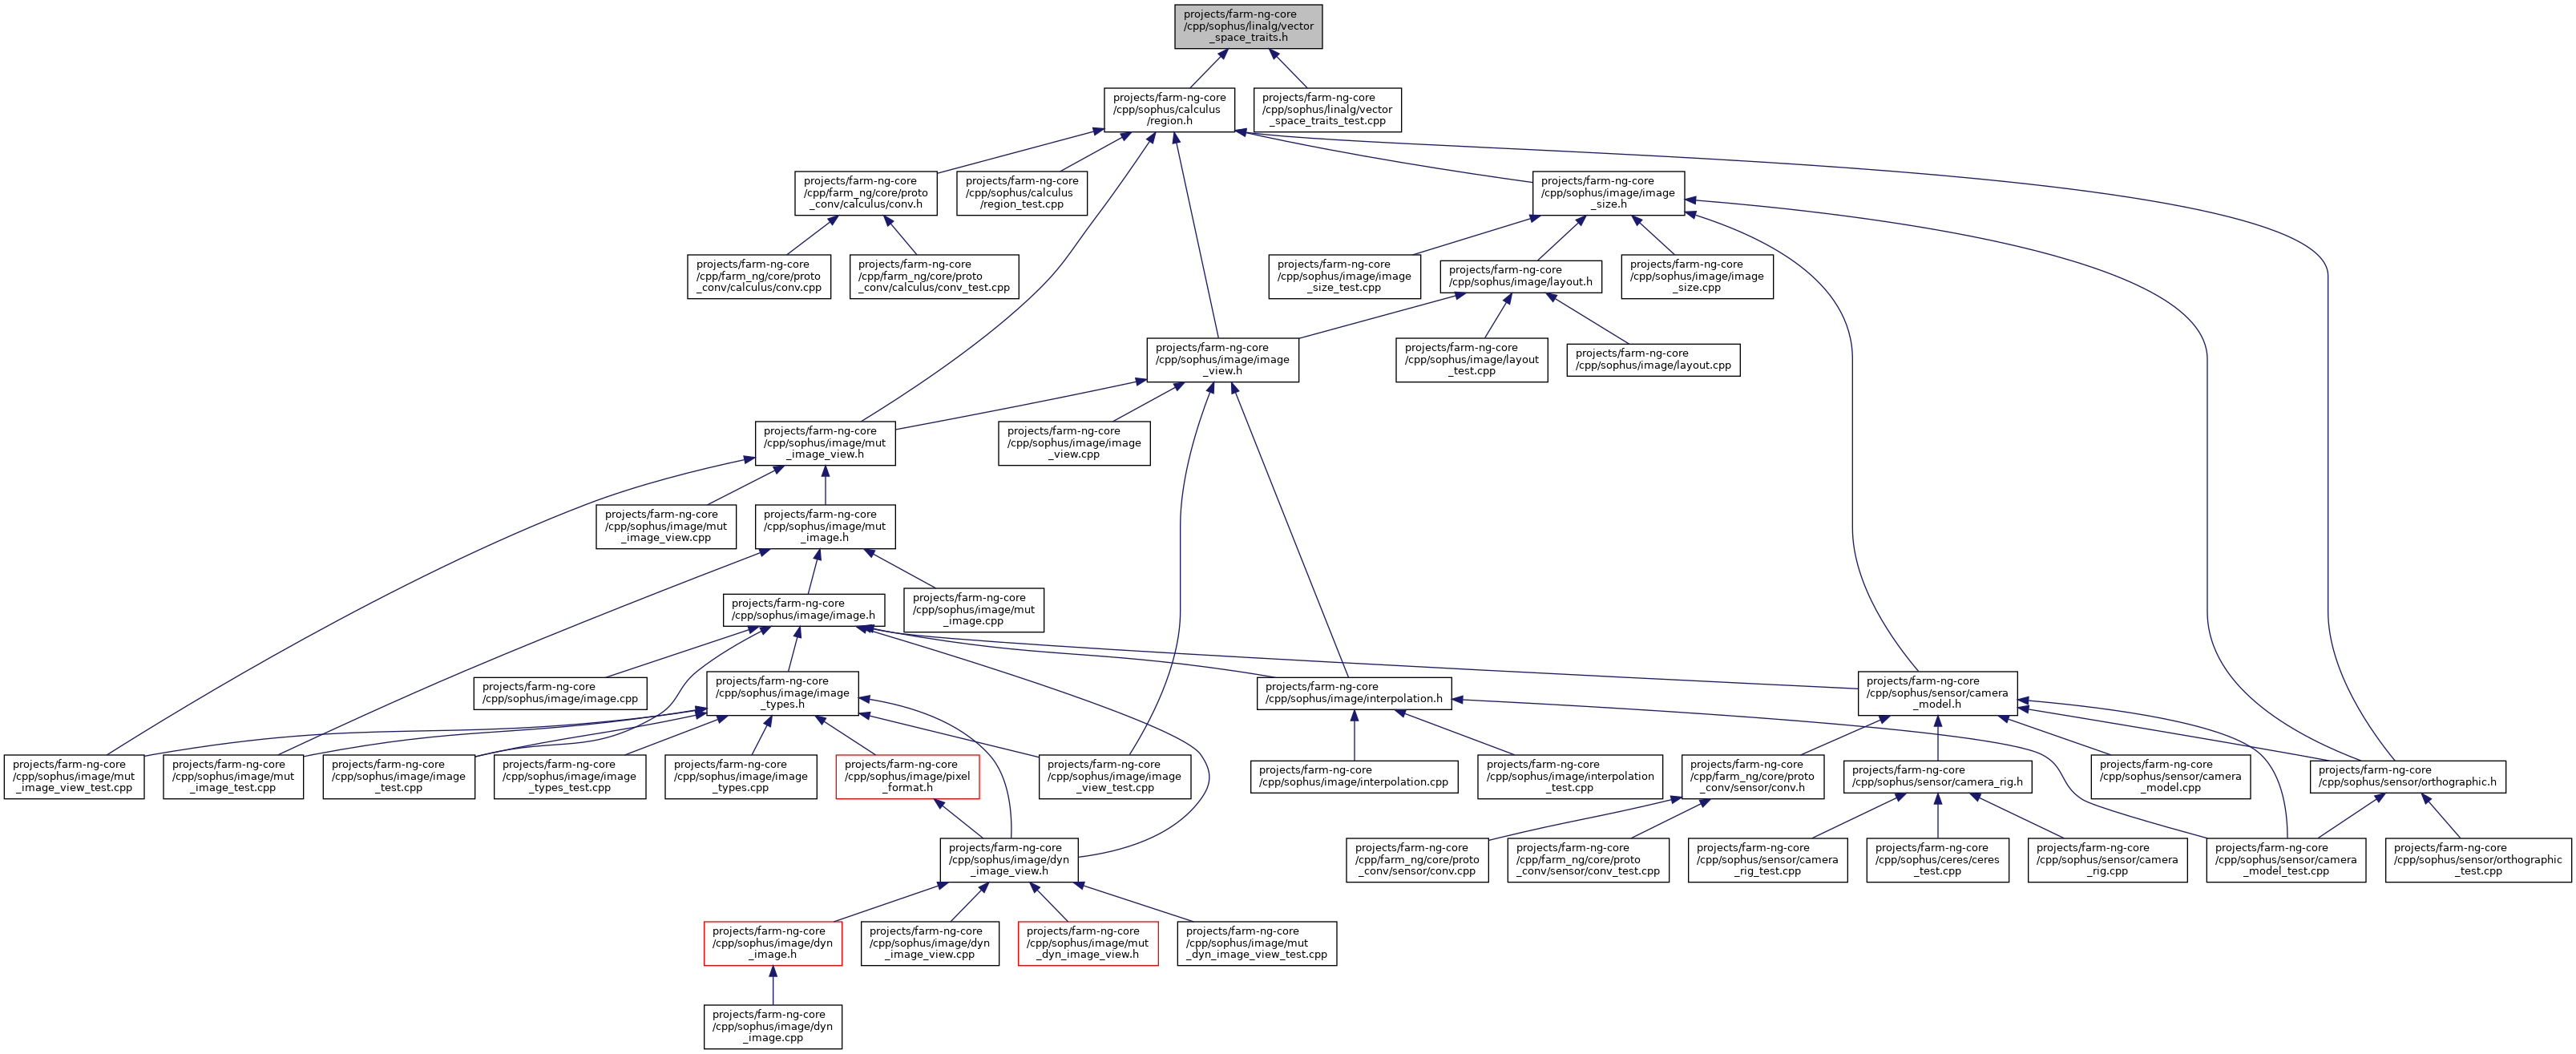 projects/farm-ng-core
/cpp/sophus/linalg/vector
_space_traits.h
projects/farm-ng-core
/cpp/sophus/calculus
/region.h
projects/farm-ng-core
/cpp/sophus/linalg/vector
_space_traits_test.cpp
projects/farm-ng-core
/cpp/farm_ng/core/proto
_conv/calculus/conv.h
projects/farm-ng-core
/cpp/sophus/calculus
/region_test.cpp
projects/farm-ng-core
/cpp/sophus/image/image
_size.h
projects/farm-ng-core
/cpp/farm_ng/core/proto
_conv/calculus/conv.cpp
projects/farm-ng-core
/cpp/farm_ng/core/proto
_conv/calculus/conv_test.cpp
projects/farm-ng-core
/cpp/sophus/image/image
_size_test.cpp
projects/farm-ng-core
/cpp/sophus/image/layout.h
projects/farm-ng-core
/cpp/sophus/image/image
_size.cpp
projects/farm-ng-core
/cpp/sophus/image/image
_view.h
projects/farm-ng-core
/cpp/sophus/image/layout
_test.cpp
projects/farm-ng-core
/cpp/sophus/image/layout.cpp
projects/farm-ng-core
/cpp/sophus/image/mut
_image_view.h
projects/farm-ng-core
/cpp/sophus/image/image
_view.cpp
projects/farm-ng-core
/cpp/sophus/image/mut
_image_view.cpp
projects/farm-ng-core
/cpp/sophus/image/mut
_image.h
projects/farm-ng-core
/cpp/sophus/image/image.h
projects/farm-ng-core
/cpp/sophus/image/mut
_image.cpp
projects/farm-ng-core
/cpp/sophus/image/image.cpp
projects/farm-ng-core
/cpp/sophus/image/image
_types.h
projects/farm-ng-core
/cpp/sophus/image/interpolation.h
projects/farm-ng-core
/cpp/sophus/sensor/camera
_model.h
projects/farm-ng-core
/cpp/sophus/image/mut
_image_view_test.cpp
projects/farm-ng-core
/cpp/sophus/image/mut
_image_test.cpp
projects/farm-ng-core
/cpp/sophus/image/image
_test.cpp
projects/farm-ng-core
/cpp/sophus/image/image
_types_test.cpp
projects/farm-ng-core
/cpp/sophus/image/image
_types.cpp
projects/farm-ng-core
/cpp/sophus/image/pixel
_format.h
projects/farm-ng-core
/cpp/sophus/image/image
_view_test.cpp
projects/farm-ng-core
/cpp/sophus/image/interpolation.cpp
projects/farm-ng-core
/cpp/sophus/image/interpolation
_test.cpp
projects/farm-ng-core
/cpp/farm_ng/core/proto
_conv/sensor/conv.h
projects/farm-ng-core
/cpp/sophus/sensor/camera_rig.h
projects/farm-ng-core
/cpp/sophus/sensor/camera
_model.cpp
projects/farm-ng-core
/cpp/sophus/sensor/orthographic.h
projects/farm-ng-core
/cpp/sophus/image/dyn
_image_view.h
projects/farm-ng-core
/cpp/farm_ng/core/proto
_conv/sensor/conv.cpp
projects/farm-ng-core
/cpp/farm_ng/core/proto
_conv/sensor/conv_test.cpp
projects/farm-ng-core
/cpp/sophus/sensor/camera
_rig_test.cpp
projects/farm-ng-core
/cpp/sophus/ceres/ceres
_test.cpp
projects/farm-ng-core
/cpp/sophus/sensor/camera
_rig.cpp
projects/farm-ng-core
/cpp/sophus/sensor/camera
_model_test.cpp
projects/farm-ng-core
/cpp/sophus/sensor/orthographic
_test.cpp
projects/farm-ng-core
/cpp/sophus/image/dyn
_image.h
projects/farm-ng-core
/cpp/sophus/image/dyn
_image_view.cpp
projects/farm-ng-core
/cpp/sophus/image/mut
_dyn_image_view.h
projects/farm-ng-core
/cpp/sophus/image/mut
_dyn_image_view_test.cpp
projects/farm-ng-core
/cpp/sophus/image/dyn
_image.cpp